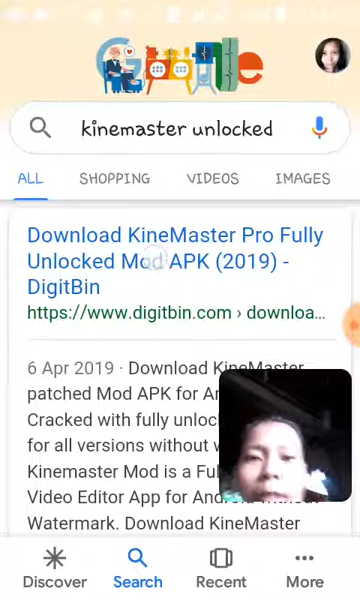 Google
kinemaster unlocked
ALL SHOPPING VIDEOS IMAGES
Download KineMaster Pro Fully
Unlocked Mod APK (2019) -
DigitBin
https://www.digitbin.com › downloa...
6 Apr 2019 · Download KineMaster
patched Mod APK for
Cracked with fully
for all versions without
Kinemaster Mod is a
Video Editor App for
Watermark. Download KineMaster
Discover Search Recent More